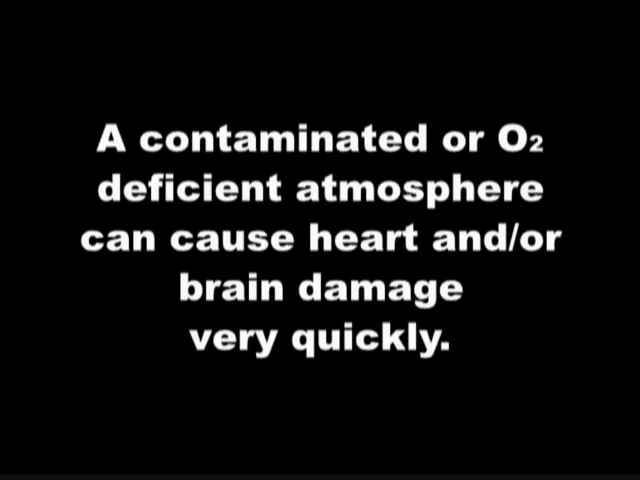 A contaminated or O₂
deficient atmosphere
can cause heart and/or
brain damage
very quickly.